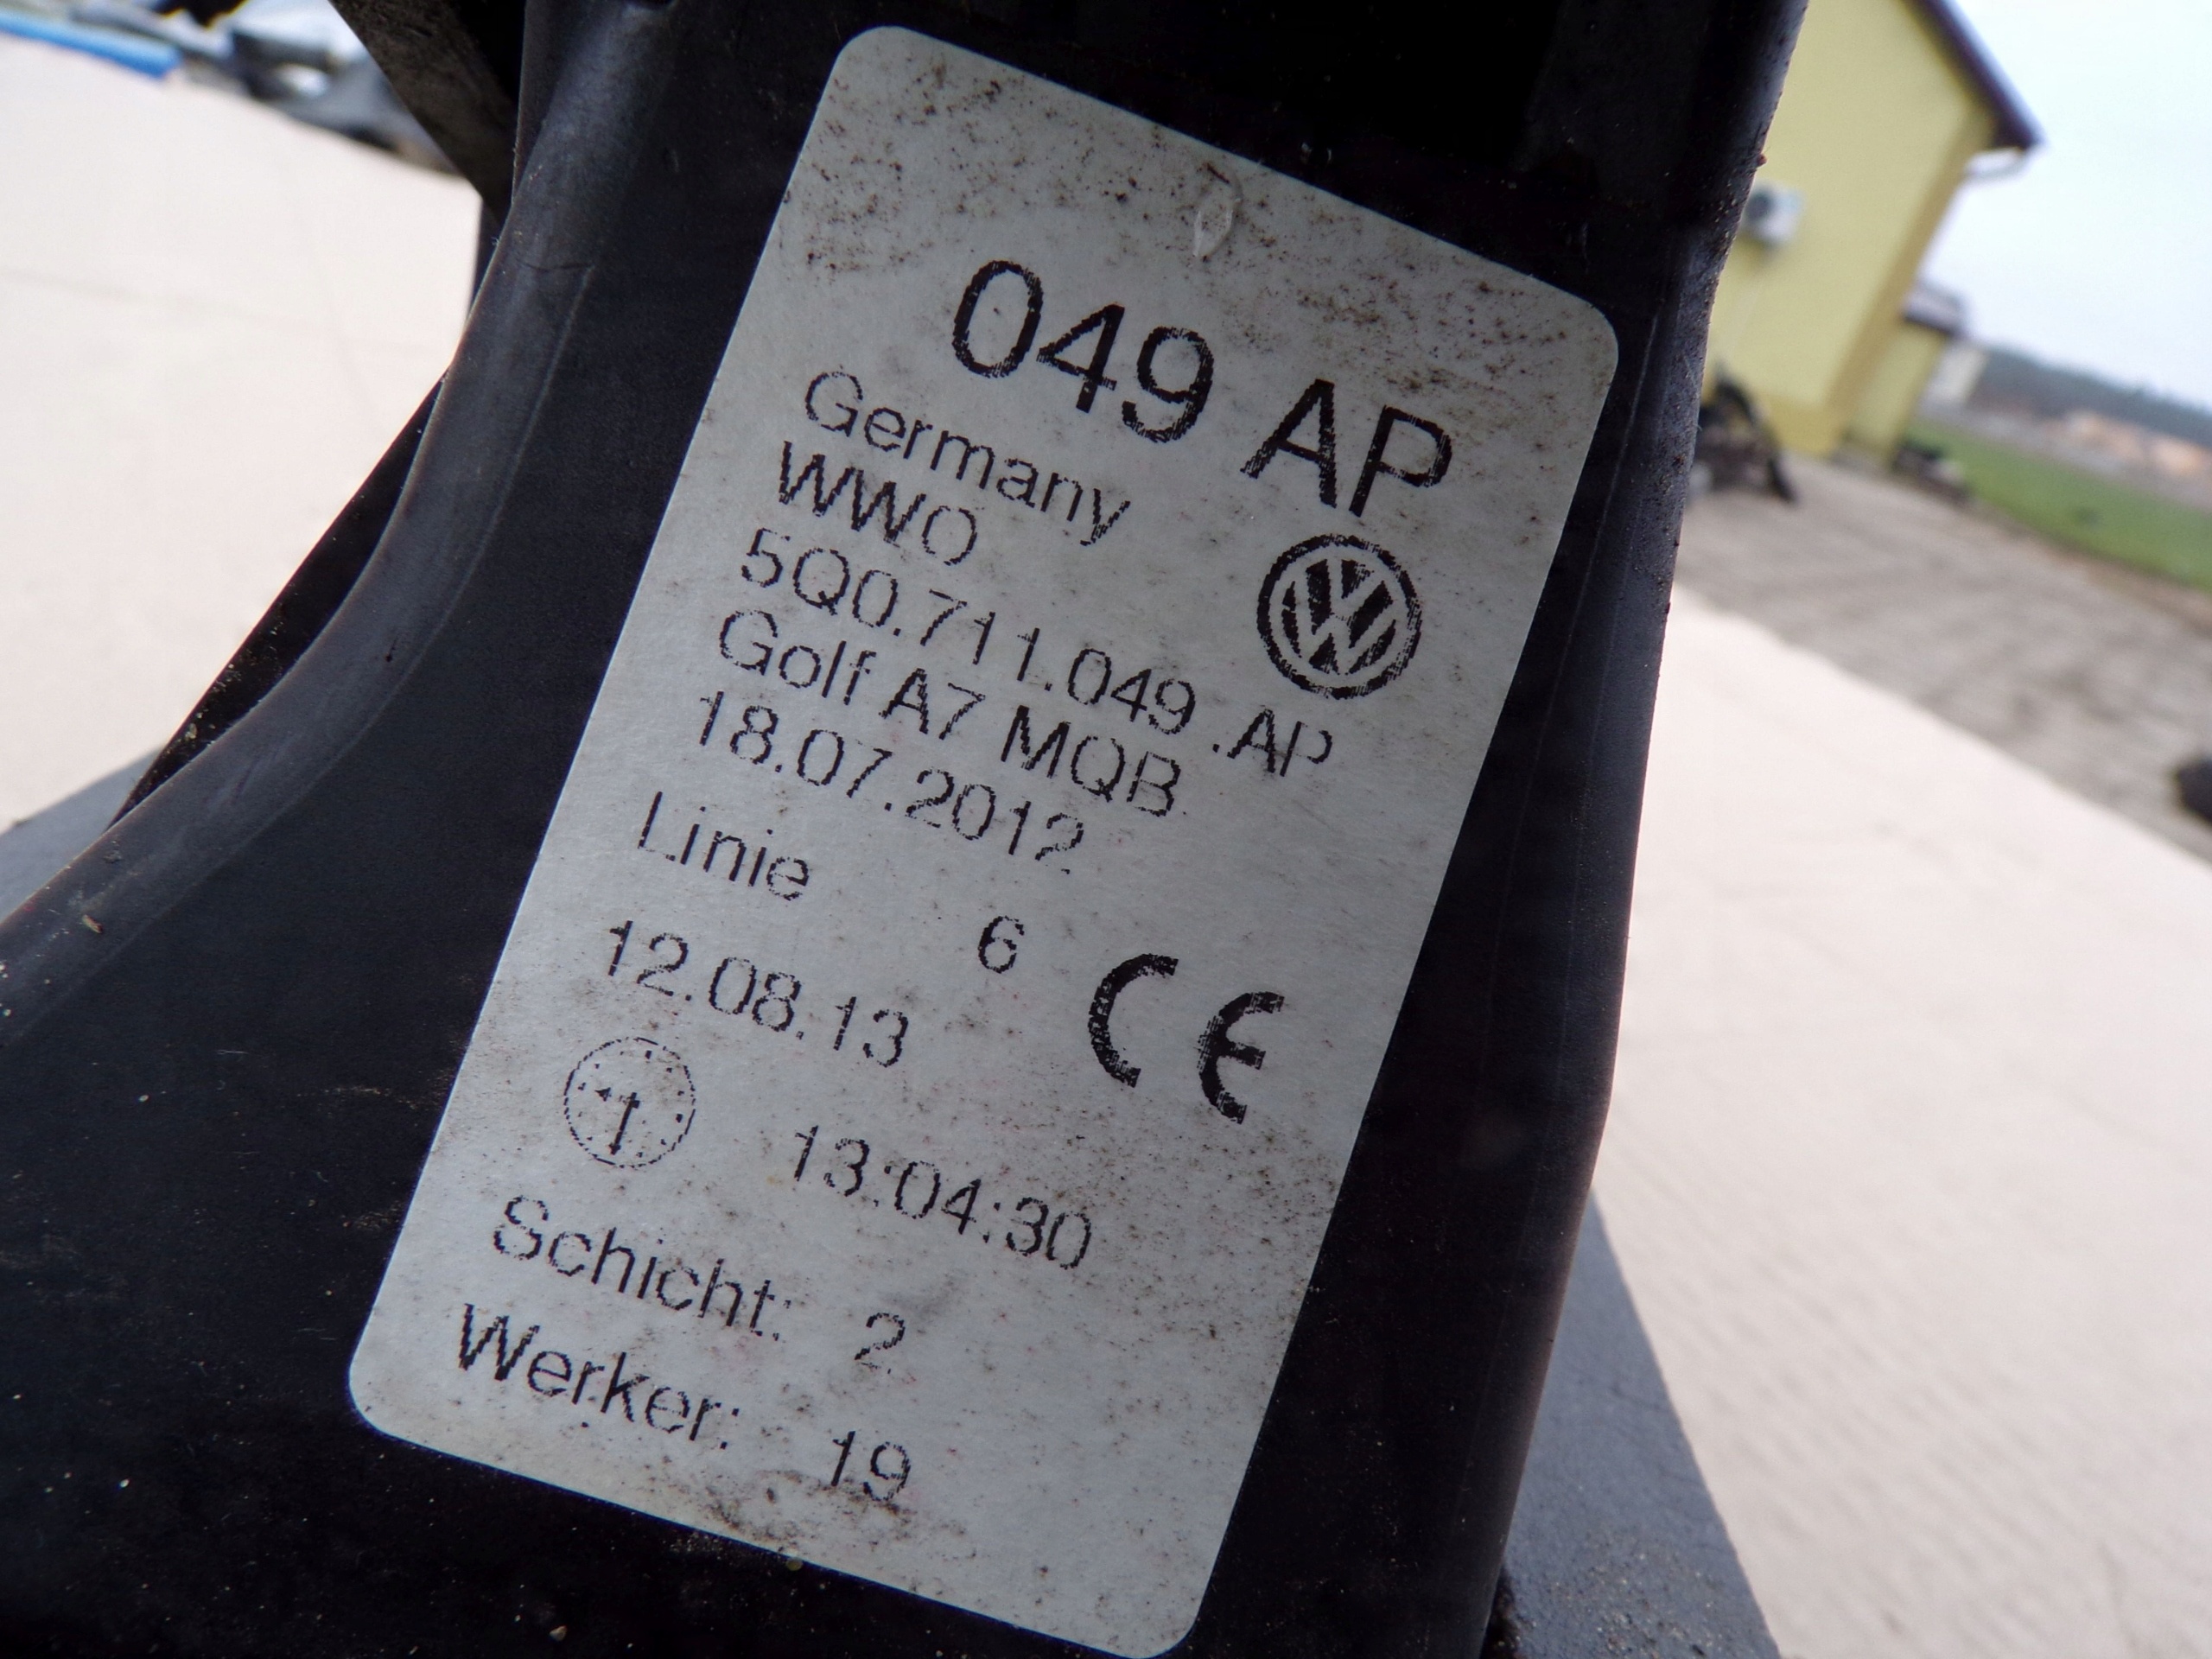 049 AP
Germany
WWO
5Q0.711.049 .AP
Golf A7 MQB
18.07.2012
Linie 6
12.08.13 CE
13:04:30
Schicht: 2
Werker: 19